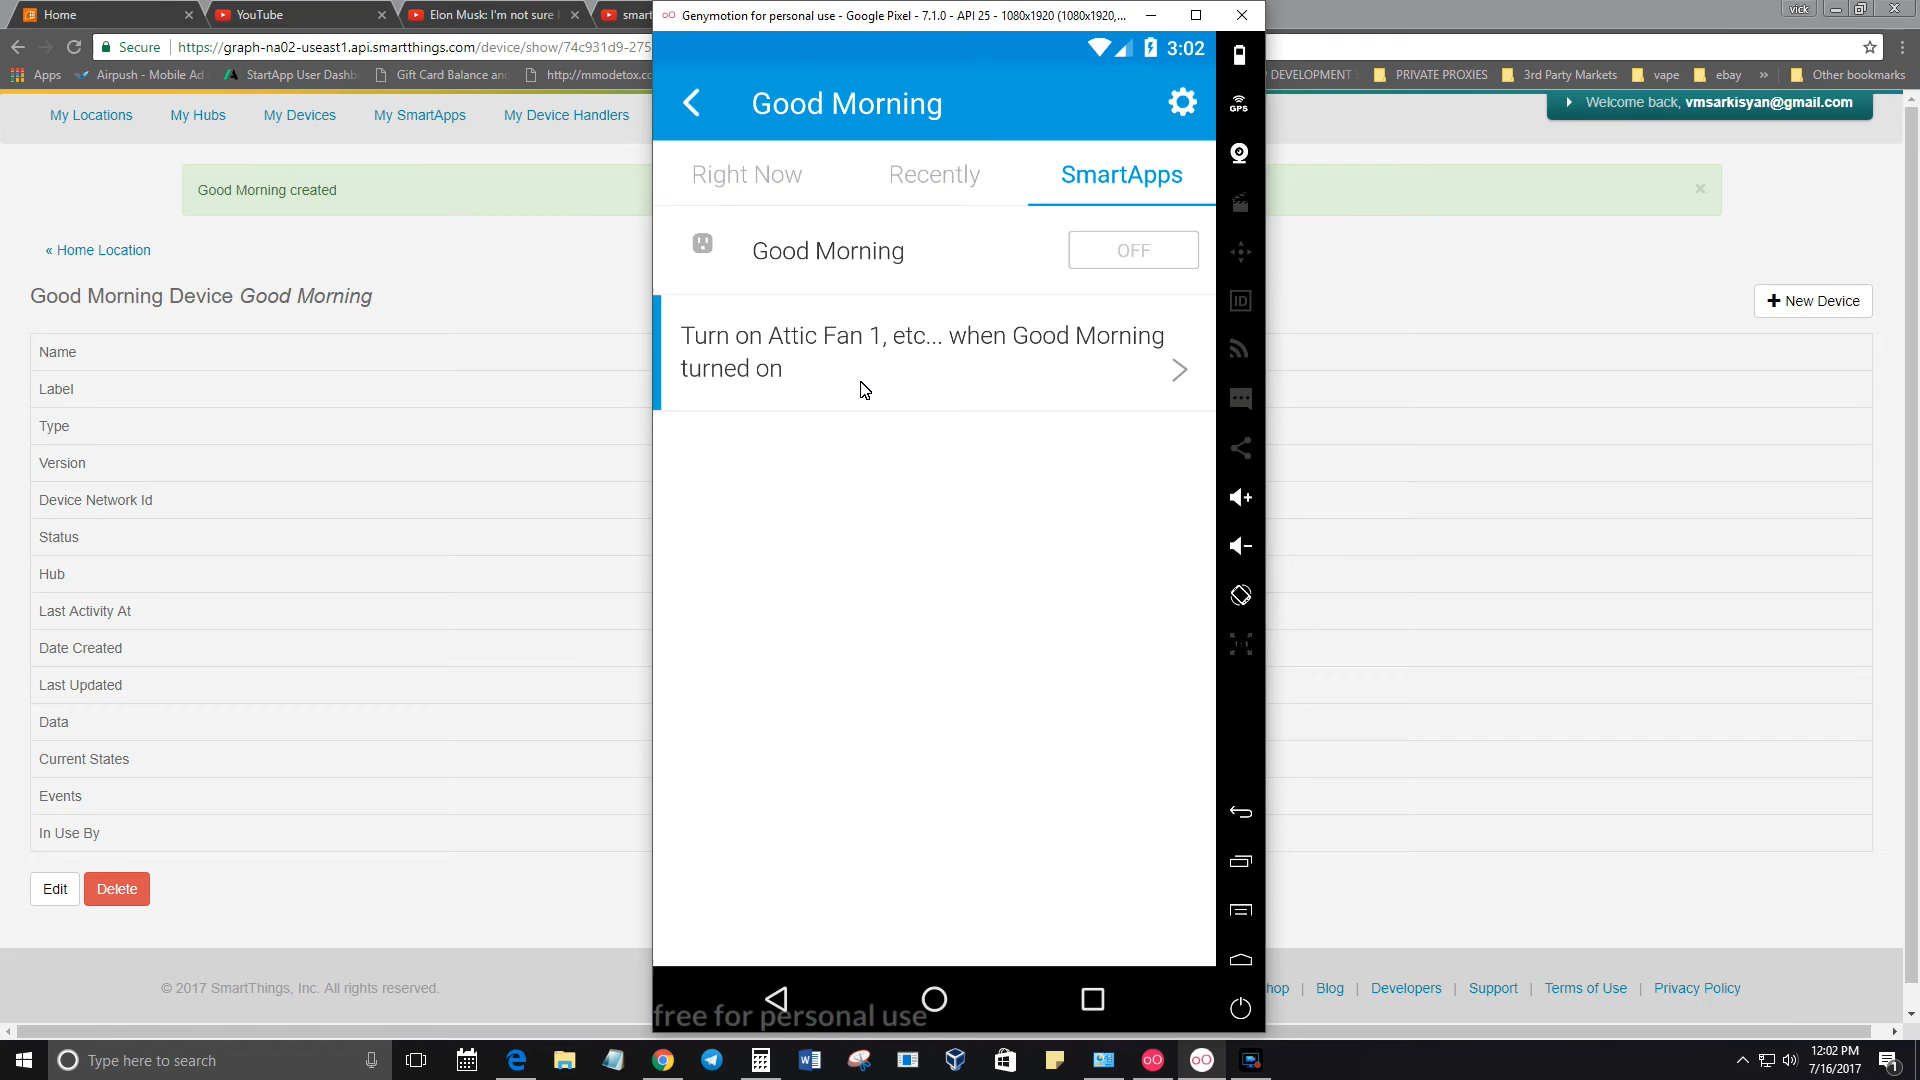 Home
YouTube
Elon Musk: I'm not sure
smart
vick
Genymotion for personal use - Google Pixel - 7.1.0 - API 25 - 1080x1920 (1080x1920,...
Secure
https://graph-na02-useast1.api.smartthings.com/device/show/74c931d9-275
Apps
Airpush - Mobile Ad
StartApp User Dashb
Gift Card Balance and
http://mmodetox.co
DEVELOPMENT
PRIVATE PROXIES
3rd Party Markets
vape
ebay
»
Other bookmarks
3:02
Good Morning
My Locations
My Hubs
My Devices
My SmartApps
My Device Handlers
Welcome back, vmsarkisyan@gmail.com
Right Now
Recently
SmartApps
Good Morning created
×
GPS
« Home Location
Good Morning
OFF
Good Morning Device Good Morning
+ New Device
ID
Turn on Attic Fan 1, etc... when Good Morning
turned on
Name
Label
Type
Version
Device Network Id
Status
Hub
Last Activity At
Date Created
Last Updated
Data
Current States
Events
In Use By
1:1
Edit
Delete
© 2017 SmartThings, Inc. All rights reserved.
hop | Blog | Developers | Support | Terms of Use | Privacy Policy
free for personal use
Type here to search
12:02 PM
7/16/2017
1